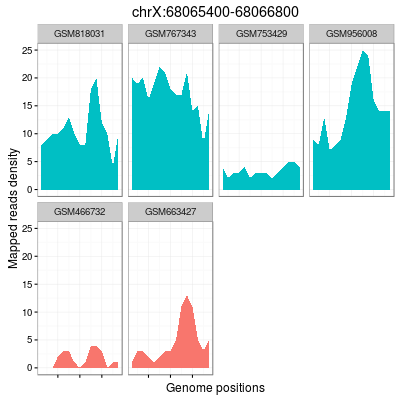 chrX:68065400-68066800
GSM818031 GSM767343 GSM753429 GSM956008
25
20
15
10
5
0
Mapped reads density
GSM466732 GSM663427
25
20
15
10
5
0
Genome positions